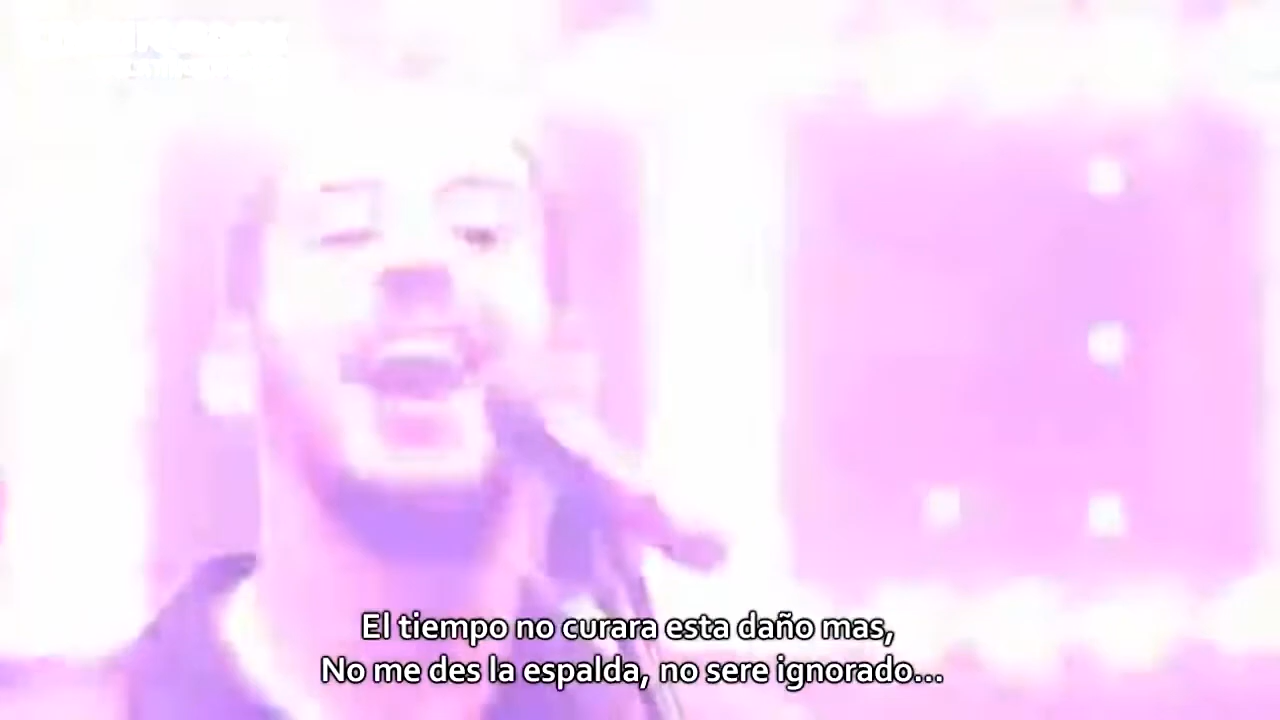 El tiempo no curara esta daño mas,
No me des la espalda, no sere ignorado...